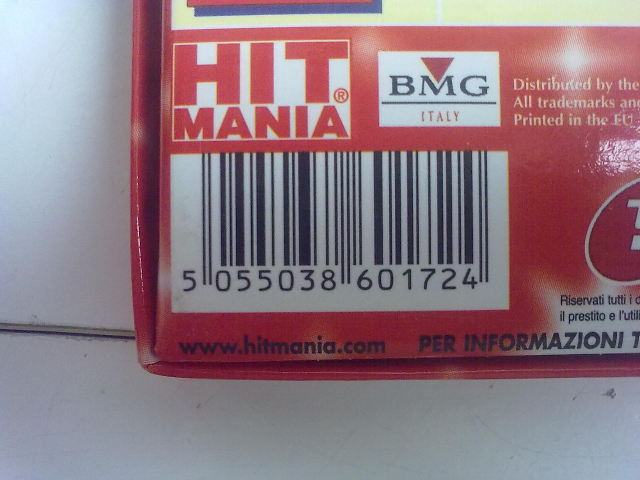 HIT
MANIA®
BMG
ITALY
Distributed by the
All trademarks and
Printed in the EU
5 055038 601724
Riservati tutti i d
il prestito e l'utili
www.hitmania.com
PER INFORMAZIONI T